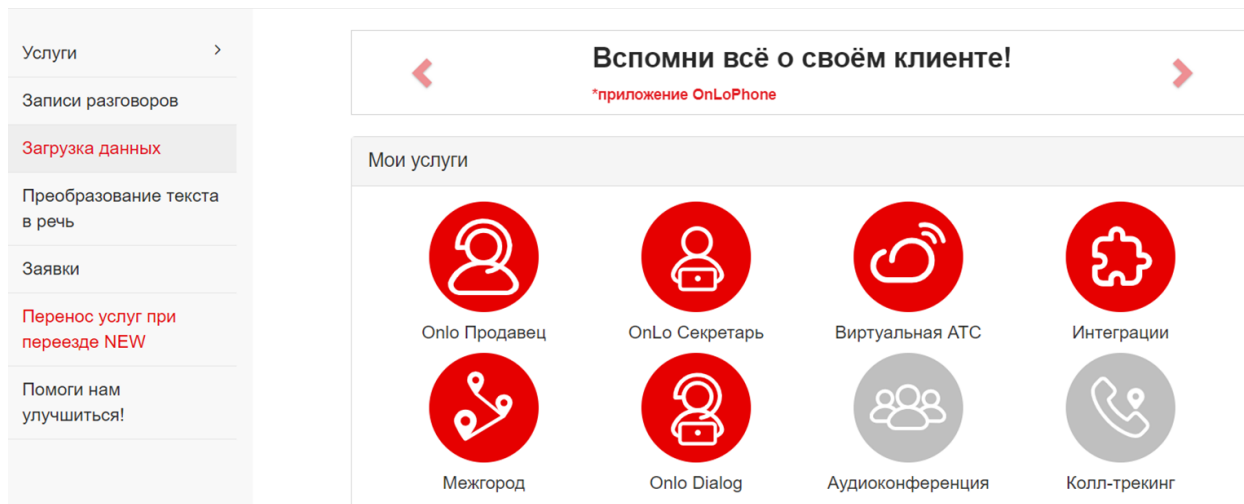 Услуги
Записи разговоров
Загрузка данных
Преобразование текста
в речь
Заявки
Перенос услуг при
переезде NEW
Помоги нам
улучшиться!
Вспомни всё о своём клиенте!
*приложение OnLoPhone
Мои услуги
Onlo Продавец OnLo Секретарь Виртуальная АТС Интеграции
Межгород Onlo Dialog Аудиоконференция Колл-трекинг